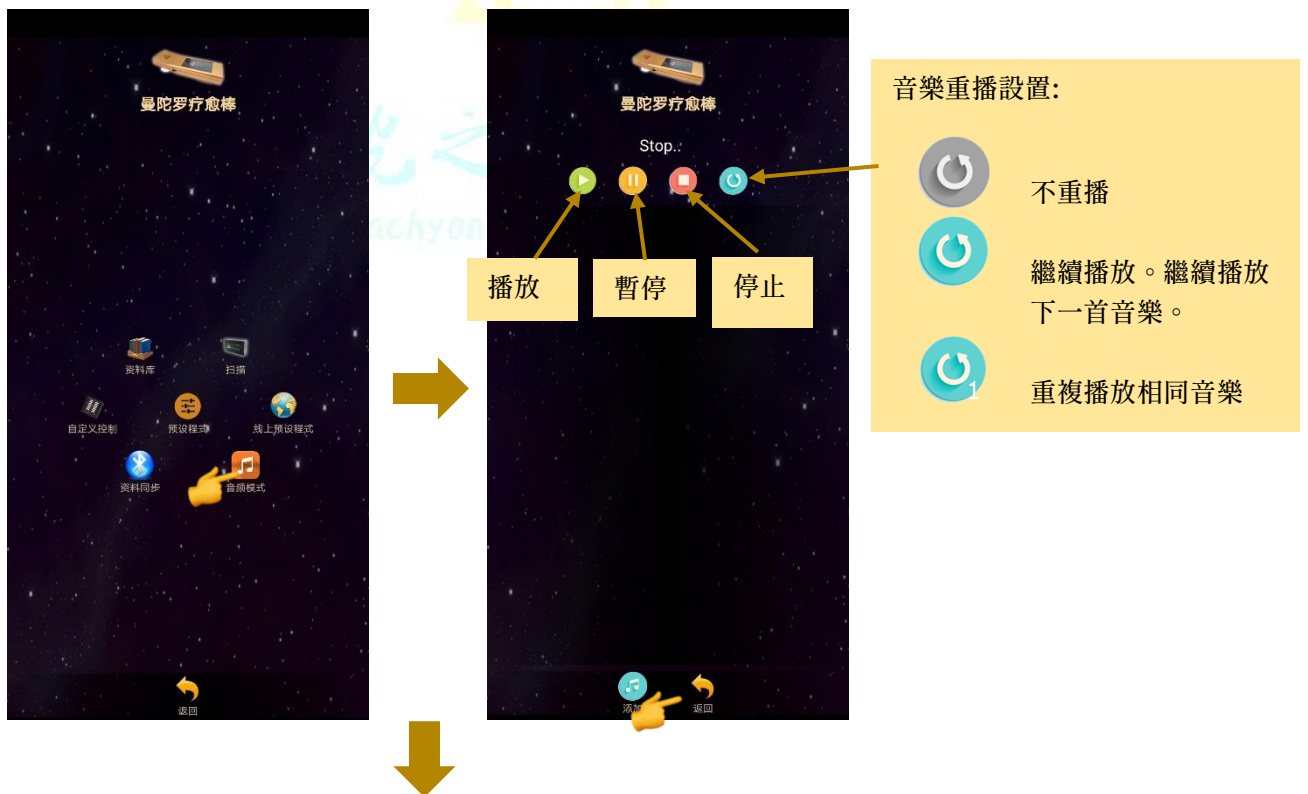 曼陀罗疗愈棒
资料库
扫描
自定义控制
预设程式
线上预设程式
资料同步
音频模式
返回
曼陀罗疗愈棒
Stop..
播放
暫停
停止
添加
返回
音樂重播設置:
不重播
繼續播放。繼續播放
下一首音樂。
1
重複播放相同音樂